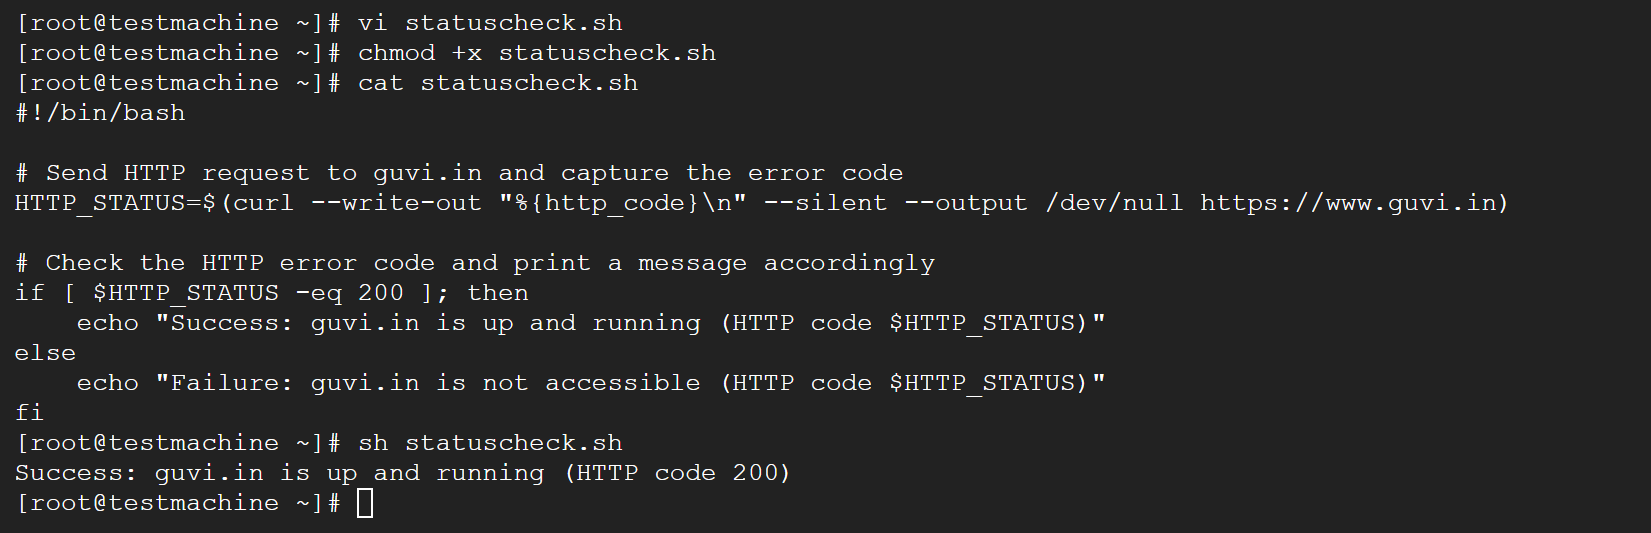 [root@testmachine ~]# vi statuscheck.sh
[root@testmachine ~]# chmod +x statuscheck.sh
[root@testmachine ~]# cat statuscheck.sh
#!/bin/bash

# Send HTTP request to guvi.in and capture the error code
HTTP_STATUS=$(curl --write-out "%{http_code}\n" --silent --output /dev/null https://www.guvi.in)

# Check the HTTP error code and print a message accordingly
if [ $HTTP_STATUS -eq 200 ]; then
    echo "Success: guvi.in is up and running (HTTP code $HTTP_STATUS)"
else
    echo "Failure: guvi.in is not accessible (HTTP code $HTTP_STATUS)"
fi
[root@testmachine ~]# sh statuscheck.sh
Success: guvi.in is up and running (HTTP code 200)
[root@testmachine ~]#